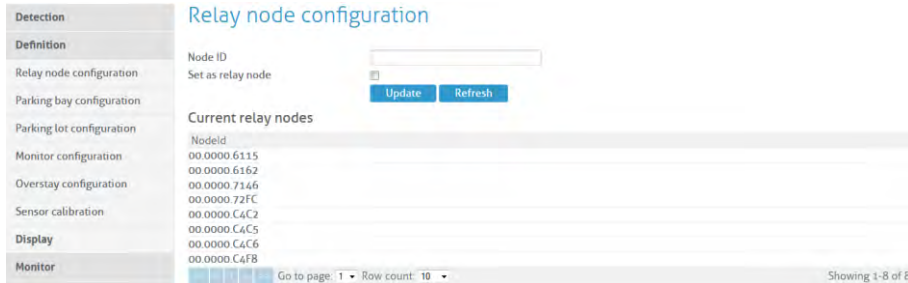 Detection
Definition
Relay node configuration
Parking bay configuration
Parking lot configuration
Monitor configuration
Overstay configuration
Sensor calibration
Display
Monitor
Relay node configuration
Node ID
Set as relay node
Update Refresh
Current relay nodes
NodeId
00.0000.6115
00.0000.6162
00.0000.7146
00.0000.72FC
00.0000.C4C2
00.0000.C4C5
00.0000.C4C6
00.0000.C4FB
Go to page: 1 Row count: 10 Showing 1-8 of 8